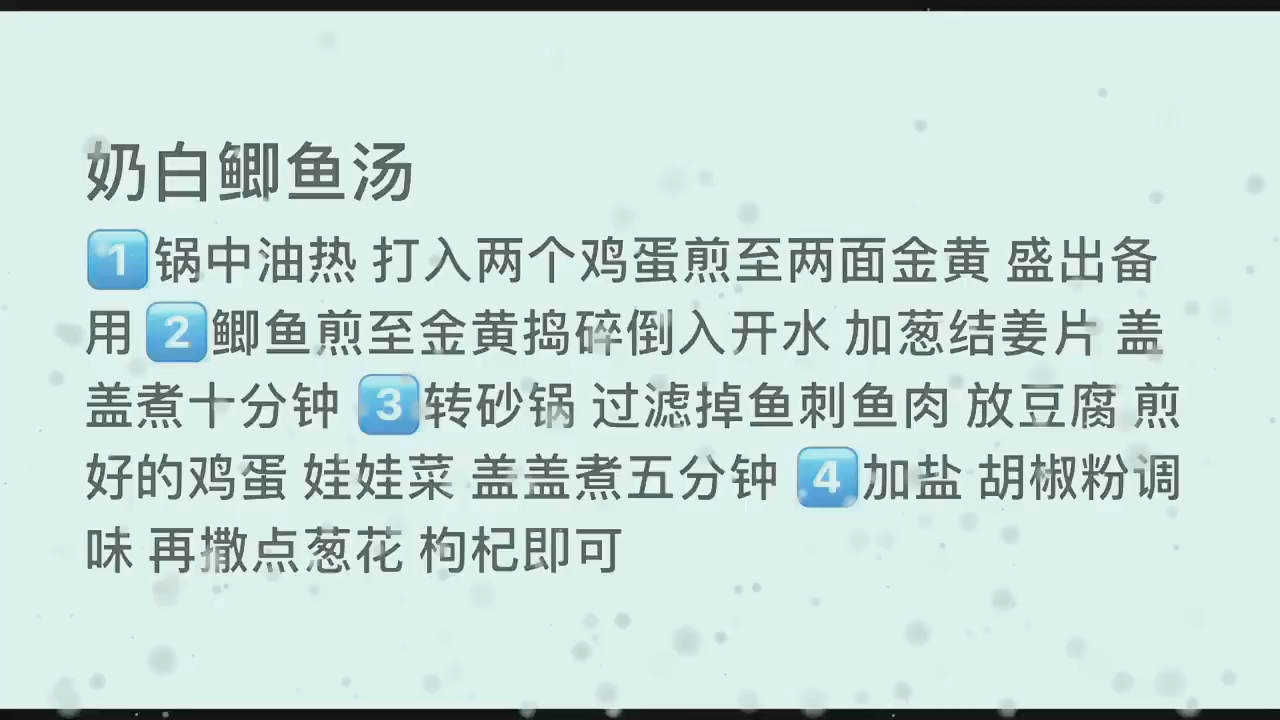 奶白鲫鱼汤
1️⃣锅中油热 打入两个鸡蛋煎至两面金黄 盛出备
用 2️⃣鲫鱼煎至金黄捣碎倒入开水 加葱结姜片 盖
盖煮十分钟 3️⃣转砂锅 过滤掉鱼刺鱼肉 放豆腐 煎
好的鸡蛋 娃娃菜 盖盖煮五分钟 4️⃣加盐 胡椒粉调
味 再撒点葱花 枸杞即可